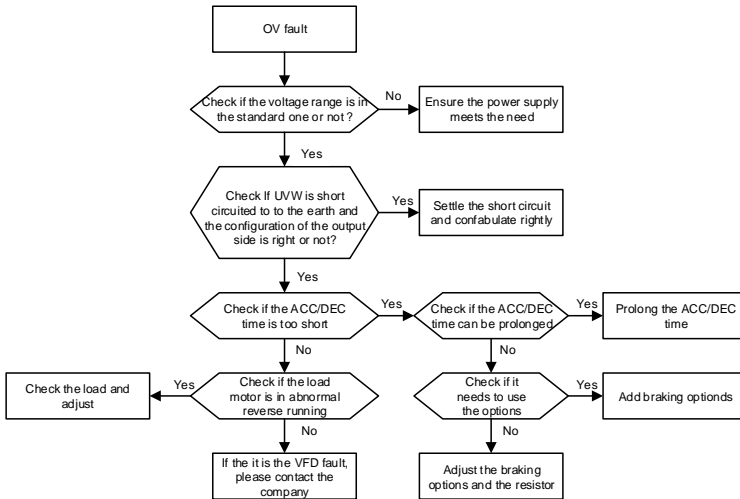 OV fault
Check if the voltage range is in
the standard one or not ?
No
Ensure the power supply
meets the need
Yes
Check If UVW is short
circuited to to the earth and
the configuration of the output
side is right or not?
Yes
Settle the short circuit
and confabulate rightly
Yes
Check if the ACC/DEC
time is too short
Yes
Check if the ACC/DEC
time can be prolonged
Yes
Prolong the ACC/DEC
time
No
No
Check the load and
adjust
Yes
Check if the load
motor is in abnormal
reverse running
Check if it
needs to use
the options
Yes
Add braking optionds
No
No
If the it is the VFD fault,
please contact the
company
Adjust the braking
options and the resistor